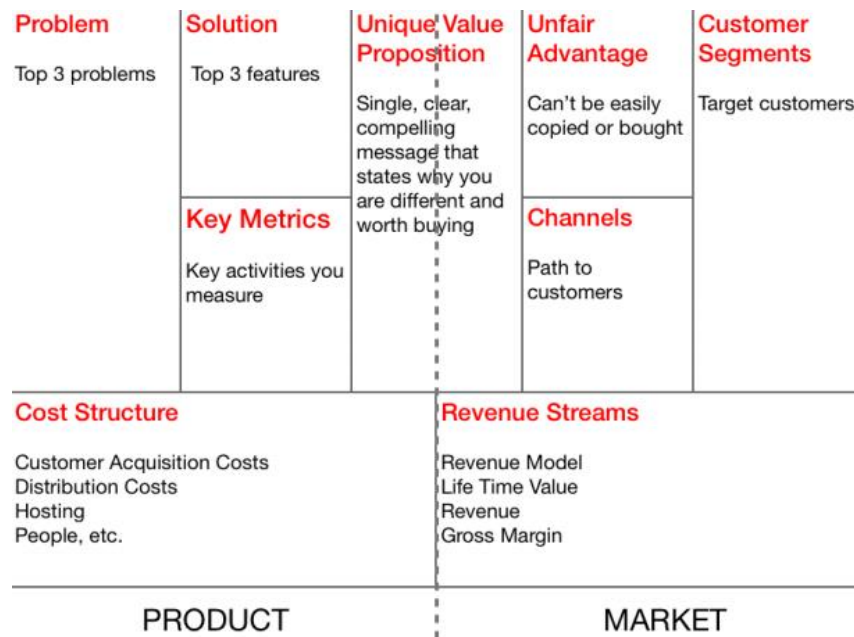 Problem
Top 3 problems
Solution
Top 3 features
Key Metrics
Key activities you
measure
Unique Value
Proposition
Single, clear,
compelling
message that
states why you
are different and
worth buying
Unfair
Advantage
Can't be easily
copied or bought
Channels
Path to
customers
Customer
Segments
Target customers
Cost Structure
Customer Acquisition Costs
Distribution Costs
Hosting
People, etc.
Revenue Streams
Revenue Model
Life Time Value
Revenue
Gross Margin
PRODUCT
MARKET